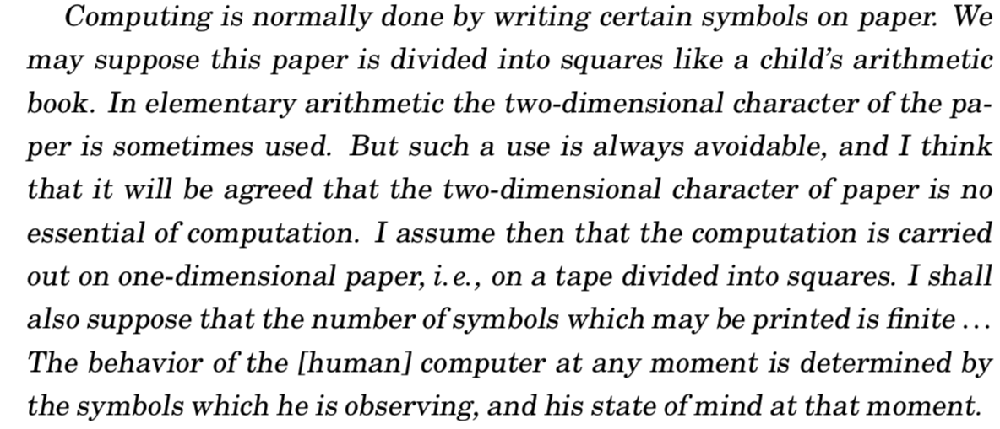 Computing is normally done by writing certain symbols on paper. We
may suppose this paper is divided into squares like a child’s arithmetic
book. In elementary arithmetic the two-dimensional character of the pa-
per is sometimes used. But such a use is always avoidable, and I think
that it will be agreed that the two-dimensional character of paper is no
essential of computation. I assume then that the computation is carried
out on one-dimensional paper, i.e., on a tape divided into squares. I shall
also suppose that the number of symbols which may be printed is finite ...
The behavior of the [human] computer at any moment is determined by
the symbols which he is observing, and his state of mind at that moment.